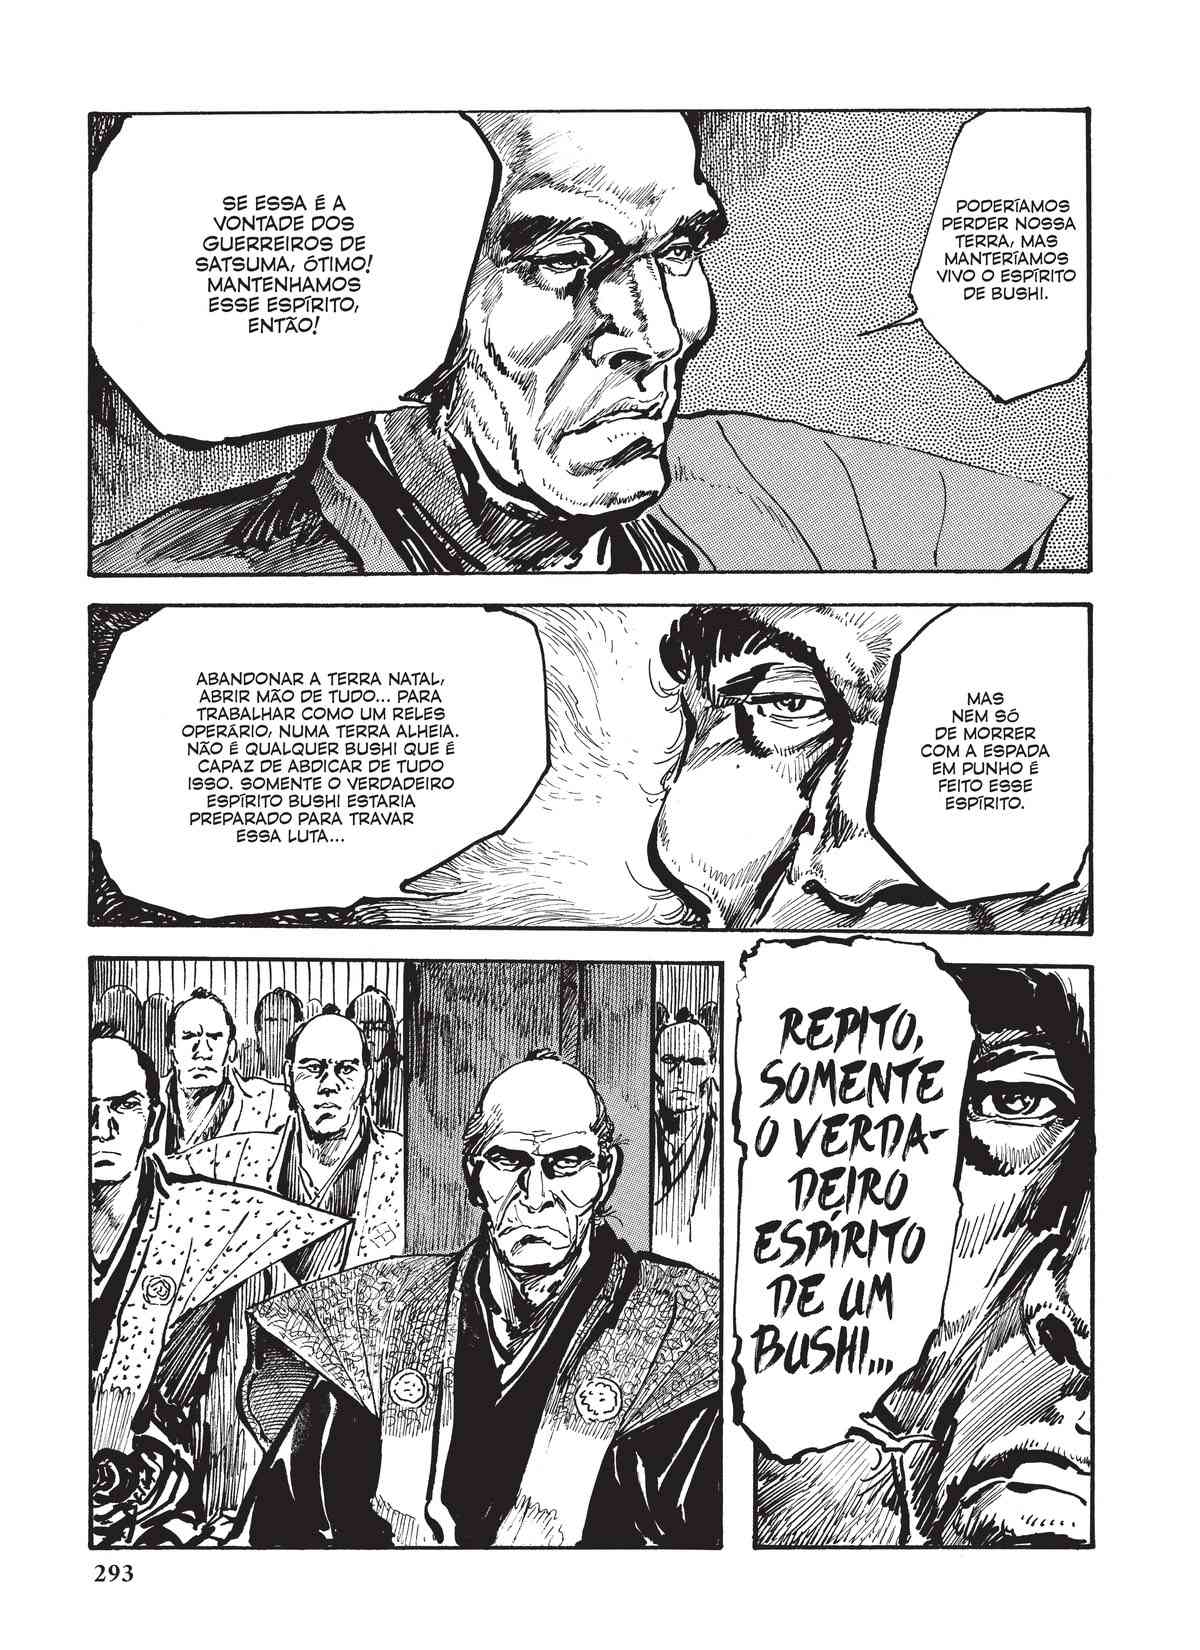 PODERÍAMOS
PERDER NOSSA
TERRA, MAS
MANTERÍAMOS
VIVO O ESPÍRITO
DE BUSHI.
SE ESSA É A
VONTADE DOS
GUERREIROS DE
SATSUMA, ÓTIMO!
MANTENHAMOS
ESSE ESPÍRITO,
ENTÃO!
MAS
NEM SÓ
DE MORRER
COM A ESPADA
EM PUNHO É
FEITO ESSE
ESPÍRITO.
ABANDONAR A TERRA NATAL,
ABRIR MÃO DE TUDO... PARA
TRABALHAR COMO UM RELES
OPERÁRIO, NUMA TERRA ALHEIA.
NÃO É QUALQUER BUSHI QUE É
CAPAZ DE ABDICAR DE TUDO
ISSO. SOMENTE O VERDADEIRO
ESPÍRITO BUSHI ESTARIA
PREPARADO PARA TRAVAR
ESSA LUTA...
REPITO,
SOMENTE
O VERDA-
DEIRO
ESPÍRITO
DE UM
BUSHI...
293